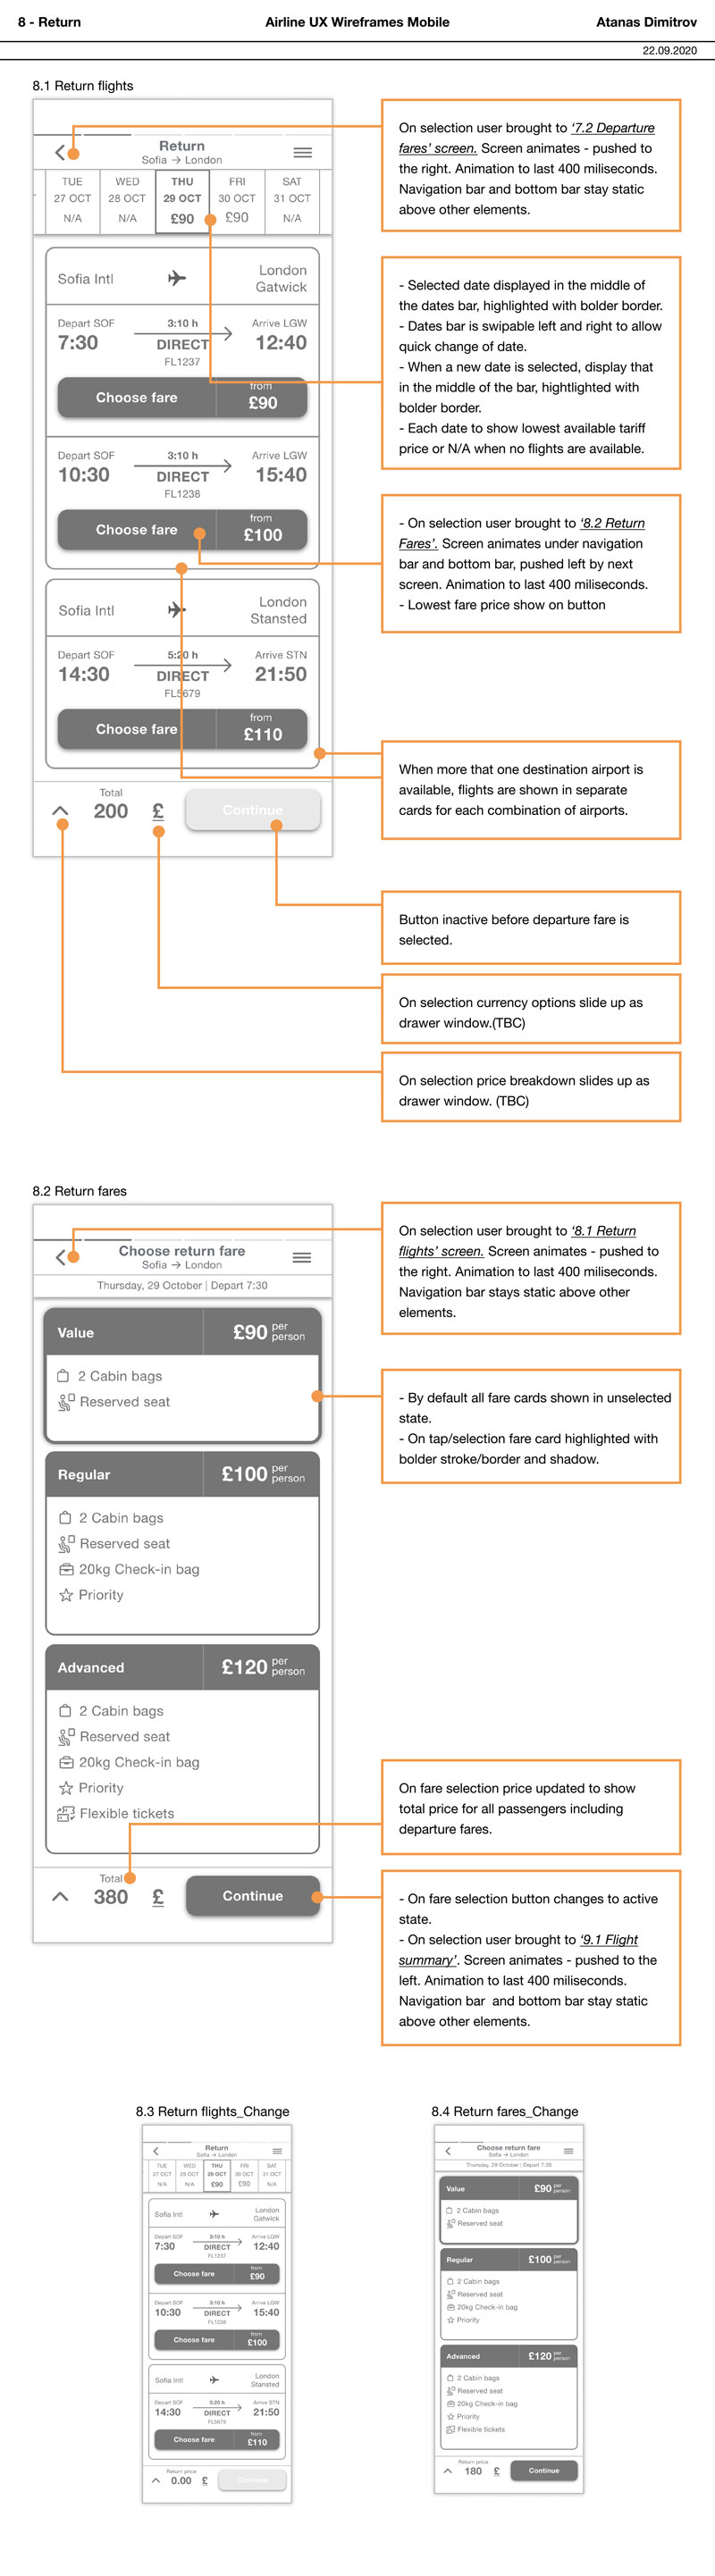 8 - Return
Airline UX Wireframes Mobile
Atanas Dimitrov
22.09.2020
8.1 Return flights
Return
Sofia → London
TUE
WED
THU
FRI
SAT
27 OCT
28 OCT
29 OCT
30 OCT
31 OCT
N/A
N/A
£90
£90
N/A
Sofia Intl
London
Gatwick
Depart SOF
3:10 h
Arrive LGW
7:30
DIRECT
12:40
FL1237
Choose fare
from
£90
Depart SOF
3:10 h
Arrive LGW
10:30
DIRECT
15:40
FL1238
Choose fare
from
£100
Sofia Intl
London
Stansted
Depart SOF
5:20 h
Arrive STN
14:30
DIRECT
21:50
FL5679
Choose fare
from
£110
Total
200
£
Continue
On selection user brought to ‘7.2 Departure
fares’ screen. Screen animates - pushed to
the right. Animation to last 400 miliseconds.
Navigation bar and bottom bar stay static
above other elements.
- Selected date displayed in the middle of
the dates bar, highlighted with bolder border.
- Dates bar is swipable left and right to allow
quick change of date.
- When a new date is selected, display that
in the middle of the bar, hightlighted with
bolder border.
- Each date to show lowest available tariff
price or N/A when no flights are available.
- On selection user brought to ‘8.2 Return
Fares’. Screen animates under navigation
bar and bottom bar, pushed left by next
screen. Animation to last 400 miliseconds.
- Lowest fare price show on button
When more that one destination airport is
available, flights are shown in separate
cards for each combination of airports.
Button inactive before departure fare is
selected.
On selection currency options slide up as
drawer window.(TBC)
On selection price breakdown slides up as
drawer window. (TBC)
8.2 Return fares
Choose return fare
Sofia → London
Thursday, 29 October | Depart 7:30
Value
£90 per
person
2 Cabin bags
Reserved seat
Regular
£100 per
person
2 Cabin bags
Reserved seat
20kg Check-in bag
Priority
Advanced
£120 per
person
2 Cabin bags
Reserved seat
20kg Check-in bag
Priority
Flexible tickets
Total
380
£
Continue
On selection user brought to ‘8.1 Return
flights’ screen. Screen animates - pushed to
the right. Animation to last 400 miliseconds.
Navigation bar stays static above other
elements.
- By default all fare cards shown in unselected
state.
- On tap/selection fare card highlighted with
bolder stroke/border and shadow.
On fare selection price updated to show
total price for all passengers including
departure fares.
- On fare selection button changes to active
state.
- On selection user brought to ‘9.1 Flight
summary’. Screen animates - pushed to the
left. Animation to last 400 miliseconds.
Navigation bar  and bottom bar stay static
above other elements.
8.3 Return flights_Change
Return
Sofia → London
TUE
WED
THU
FRI
SAT
27 OCT
28 OCT
29 OCT
30 OCT
31 OCT
N/A
N/A
£90
£90
N/A
Sofia Intl
London
Gatwick
Depart SOF
3:10 h
Arrive LGW
7:30
DIRECT
12:40
FL1237
Choose fare
from
£90
Depart SOF
3:10 h
Arrive LGW
10:30
DIRECT
15:40
FL1238
Choose fare
from
£100
Sofia Intl
London
Stansted
Depart SOF
5:20 h
Arrive STN
14:30
DIRECT
21:50
FL5679
Choose fare
from
£110
Return price
0.00
£
Continue
8.4 Return fares_Change
Choose return fare
Sofia → London
Thursday, 29 October | Depart 7:30
Value
£90 per
person
2 Cabin bags
Reserved seat
Regular
£100 per
person
2 Cabin bags
Reserved seat
20kg Check-in bag
Priority
Advanced
£120 per
person
2 Cabin bags
Reserved seat
20kg Check-in bag
Priority
Flexible tickets
Return price
180
£
Continue